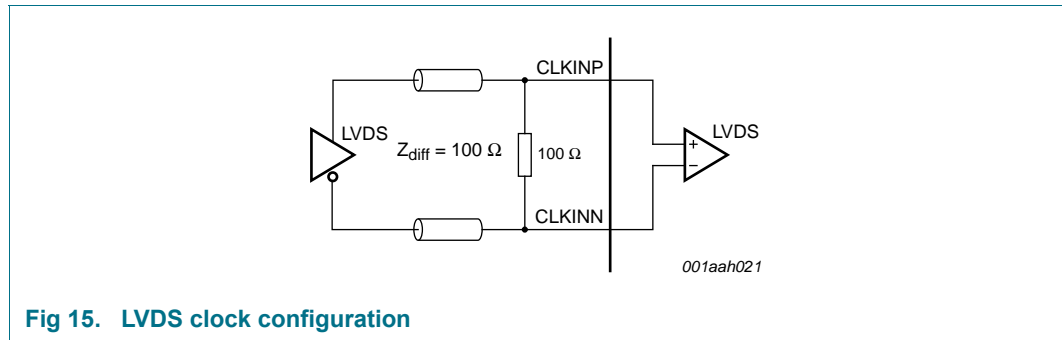 CLKINP
LVDS
LVDS
Zdiff = 100 Ω
100 Ω
+
−
CLKINN
001aah021
Fig 15. LVDS clock configuration